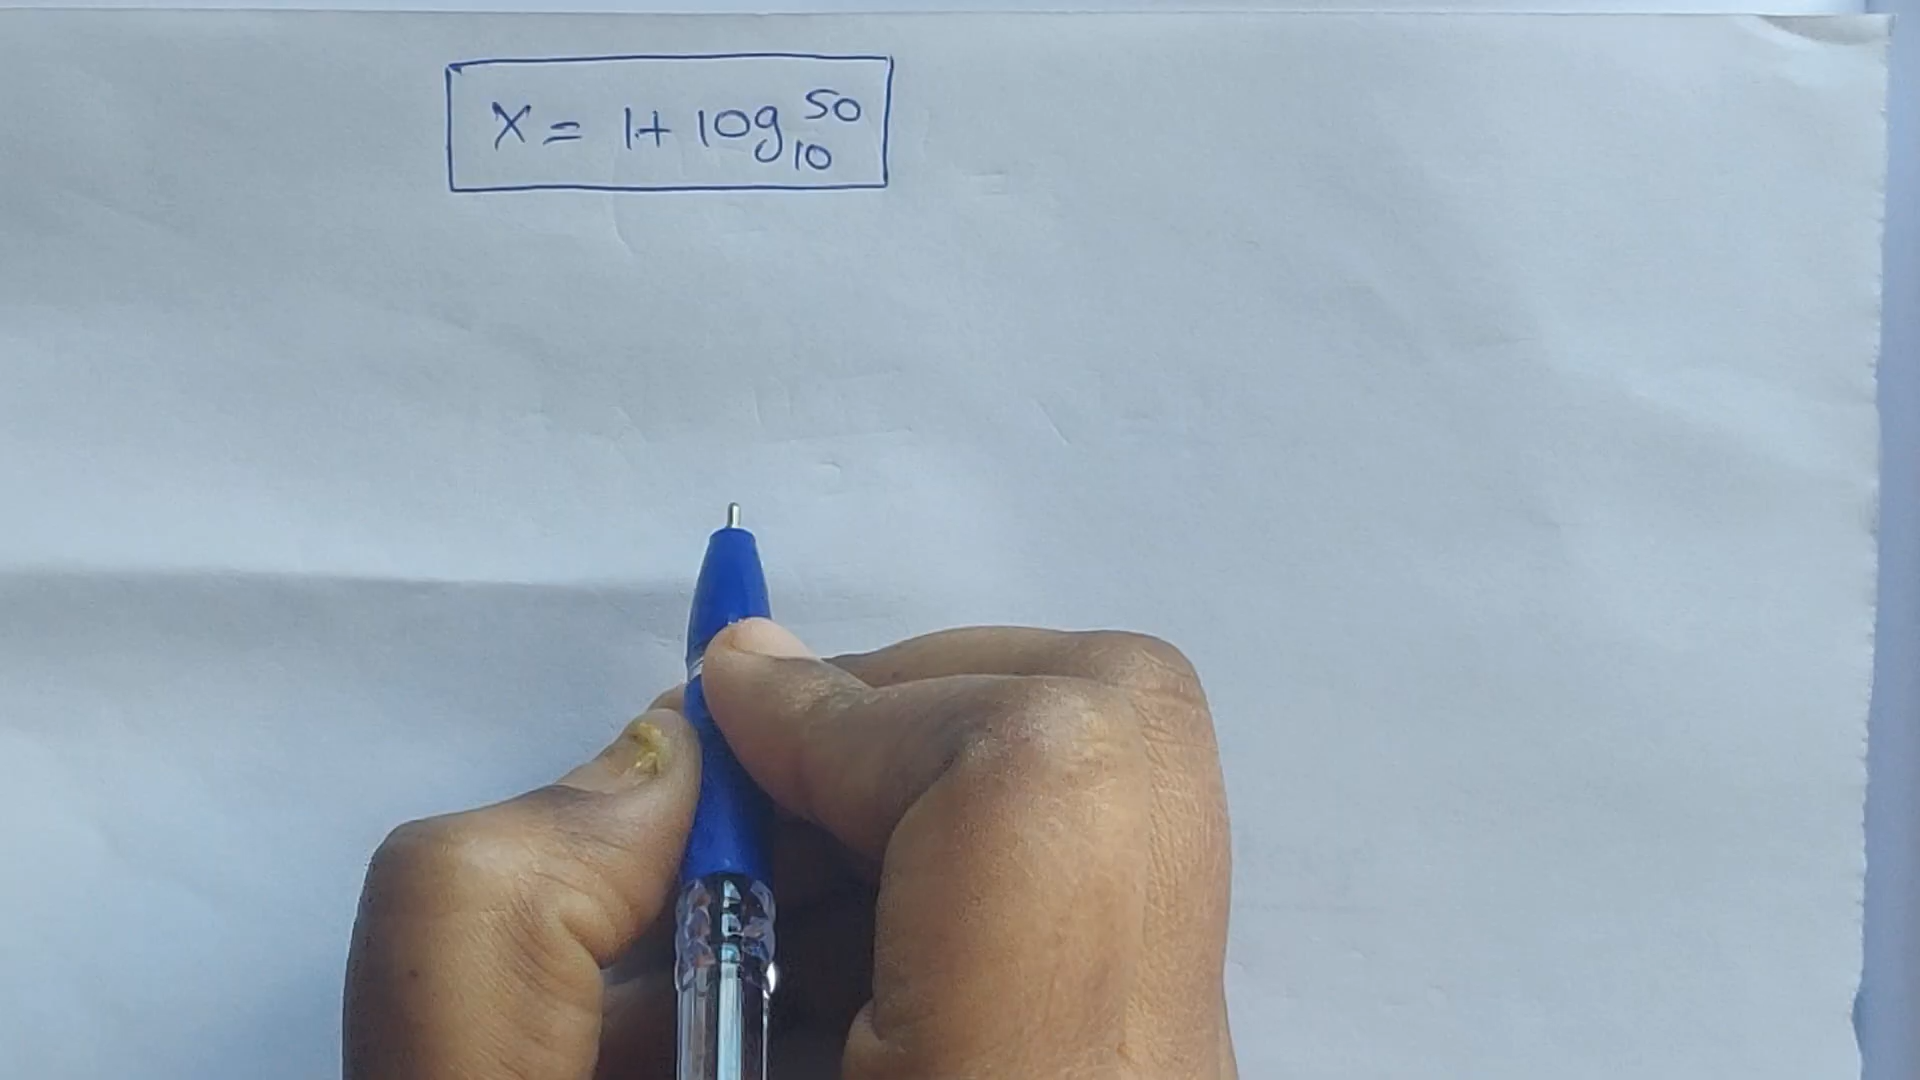 X = 1 + log₁₀⁵⁰